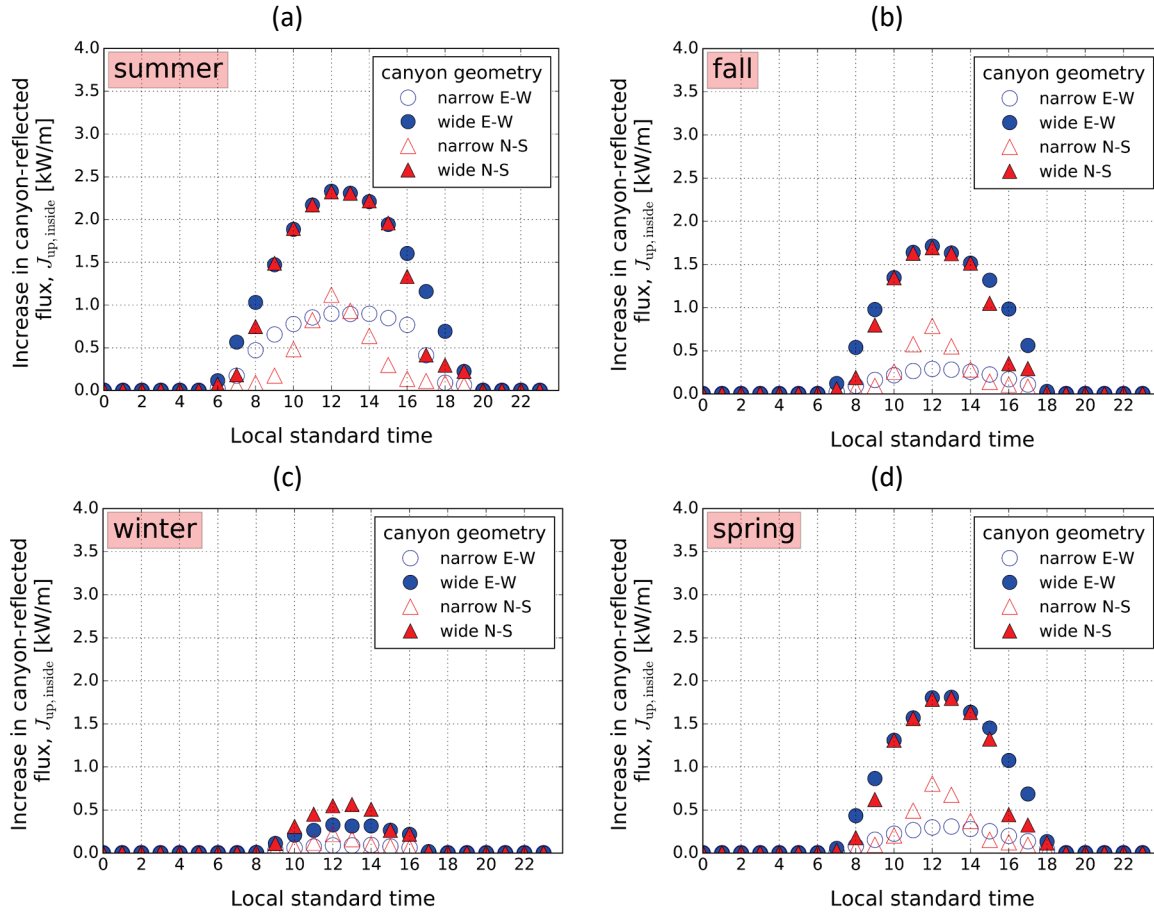 (a)
summer
canyon geometry
narrow E-W
wide E-W
narrow N-S
wide N-S
4.0
3.5
3.0
2.5
2.0
1.5
1.0
0.5
0.0
0 2 4 6 8 10 12 14 16 18 20 22
Increase in canyon-reflected
flux, J up, inside [kW/m]
Local standard time
(b)
fall
canyon geometry
narrow E-W
wide E-W
narrow N-S
wide N-S
4.0
3.5
3.0
2.5
2.0
1.5
1.0
0.5
0.0
0 2 4 6 8 10 12 14 16 18 20 22
Increase in canyon-reflected
flux, J up, inside [kW/m]
Local standard time
(c)
winter
canyon geometry
narrow E-W
wide E-W
narrow N-S
wide N-S
4.0
3.5
3.0
2.5
2.0
1.5
1.0
0.5
0.0
0 2 4 6 8 10 12 14 16 18 20 22
Increase in canyon-reflected
flux, J up, inside [kW/m]
Local standard time
(d)
spring
canyon geometry
narrow E-W
wide E-W
narrow N-S
wide N-S
4.0
3.5
3.0
2.5
2.0
1.5
1.0
0.5
0.0
0 2 4 6 8 10 12 14 16 18 20 22
Increase in canyon-reflected
flux, J up, inside [kW/m]
Local standard time